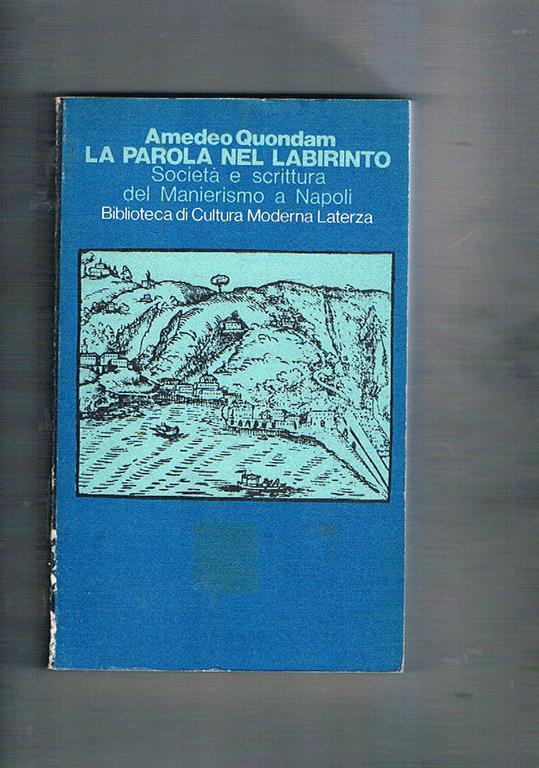 Amedeo Quondam
LA PAROLA NEL LABIRINTO
Società e scrittura
del Manierismo a Napoli
Biblioteca di Cultura Moderna Laterza